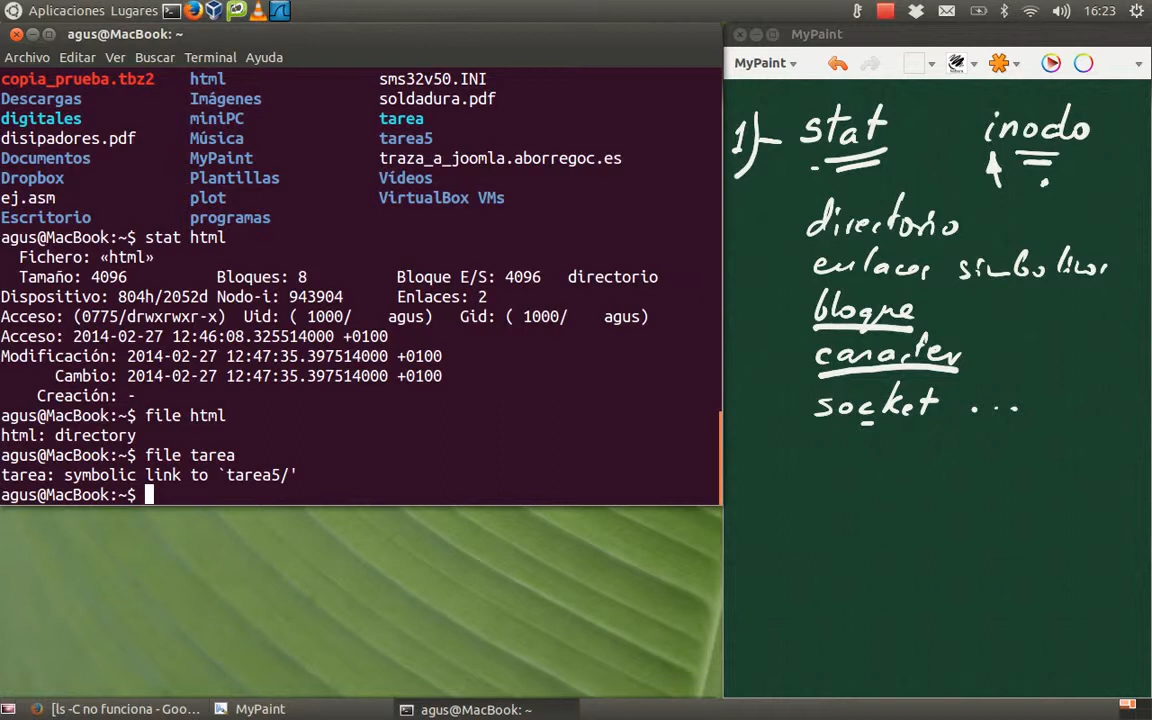 Aplicaciones Lugares 16:23
agus@MacBook: ~
Archivo Editar Ver Buscar Terminal Ayuda
copia_prueba.tbz2 html sms32v50.INI
Descargas Imágenes soldadura.pdf
digitales miniPC tarea
disipadores.pdf Música tarea5
Documentos MyPaint traza_a_joomla.aborregoc.es
Dropbox Plantillas Vídeos
ej.asm plot VirtualBox VMs
Escritorio programas
agus@MacBook:~$ stat html
Fichero: «html»
Tamaño: 4096 Bloques: 8 Bloque E/S: 4096 directorio
Dispositivo: 804h/2052d Nodo-i: 943904 Enlaces: 2
Acceso: (0775/drwxrwxr-x) Uid: ( 1000/ agus) Gid: ( 1000/ agus)
Acceso: 2014-02-27 12:46:08.325514000 +0100
Modificación: 2014-02-27 12:47:35.397514000 +0100
Cambio: 2014-02-27 12:47:35.397514000 +0100
Creación: -
agus@MacBook:~$ file html
html: directory
agus@MacBook:~$ file tarea
tarea: symbolic link to `tarea5/'
agus@MacBook:~$
MyPaint
MyPaint
1) stat inodo
directorio
enlaces simbolicos
bloque
caracter
socket ...
[ls -C no funciona - Goo... MyPaint agus@MacBook: ~